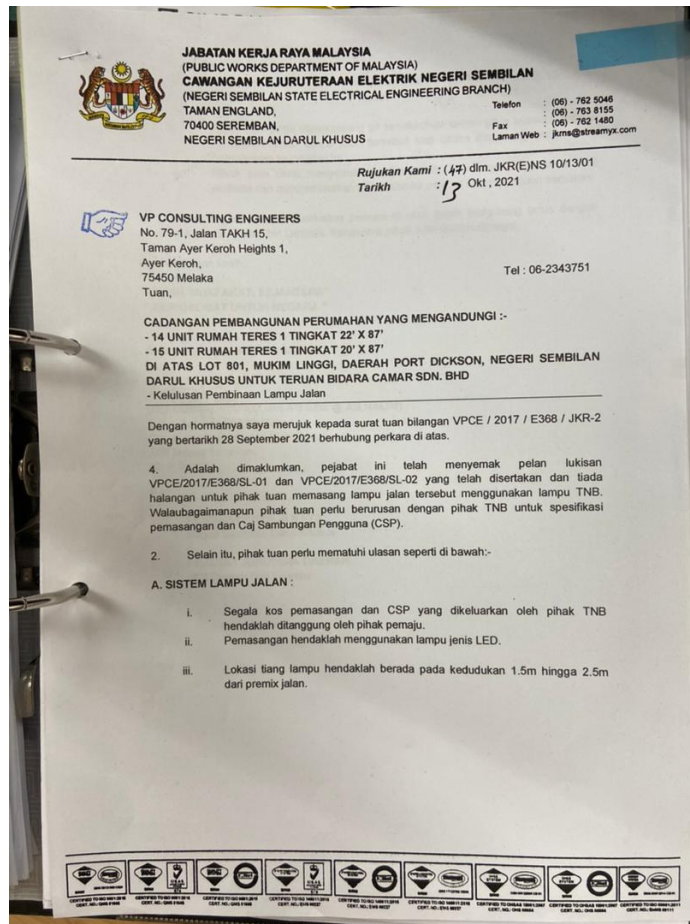 JABATAN KERJA RAYA MALAYSIA
(PUBLIC WORKS DEPARTMENT OF MALAYSIA)
CAWANGAN KEJURUTERAAN ELEKTRIK NEGERI SEMBILAN
(NEGERI SEMBILAN STATE ELECTRICAL ENGINEERING BRANCH)
TAMAN ENGLAND,
70400 SEREMBAN,
NEGERI SEMBILAN DARUL KHUSUS
Telefon : (06) - 762 5046
: (06) - 763 8155
Fax : (06) - 762 1480
Laman Web : jkrns@streamyx.com
Rujukan Kami : (47) dlm. JKR(E)NS 10/13/01
Tarikh : 13 Okt , 2021
VP CONSULTING ENGINEERS
No. 79-1, Jalan TAKH 15,
Taman Ayer Keroh Heights 1,
Ayer Keroh,
75450 Melaka
Tel : 06-2343751
Tuan,
CADANGAN PEMBANGUNAN PERUMAHAN YANG MENGANDUNGI :-
- 14 UNIT RUMAH TERES 1 TINGKAT 22' X 87'
- 15 UNIT RUMAH TERES 1 TINGKAT 20' X 87'
DI ATAS LOT 801, MUKIM LINGGI, DAERAH PORT DICKSON, NEGERI SEMBILAN
DARUL KHUSUS UNTUK TERUAN BIDARA CAMAR SDN. BHD
- Kelulusan Pembinaan Lampu Jalan
Dengan hormatnya saya merujuk kepada surat tuan bilangan VPCE / 2017 / E368 / JKR-2
yang bertarikh 28 September 2021 berhubung perkara di atas.
4. Adalah dimaklumkan, pejabat ini telah menyemak pelan lukisan
VPCE/2017/E368/SL-01 dan VPCE/2017/E368/SL-02 yang telah disertakan dan tiada
halangan untuk pihak tuan memasang lampu jalan tersebut menggunakan lampu TNB.
Walaubagaimanapun pihak tuan perlu berurusan dengan pihak TNB untuk spesifikasi
pemasangan dan Caj Sambungan Pengguna (CSP).
2. Selain itu, pihak tuan perlu mematuhi ulasan seperti di bawah:-
A. SISTEM LAMPU JALAN :
i. Segala kos pemasangan dan CSP yang dikeluarkan oleh pihak TNB
hendaklah ditanggung oleh pihak pemaju.
ii. Pemasangan hendaklah menggunakan lampu jenis LED.
iii. Lokasi tiang lampu hendaklah berada pada kedudukan 1.5m hingga 2.5m
dari premix jalan.